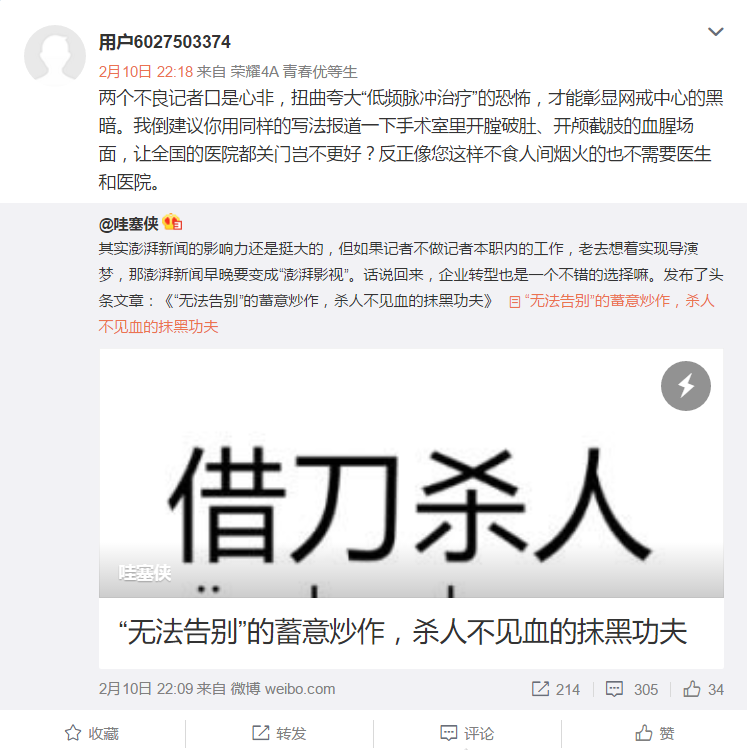 用户6027503374
2月10日 22:18 来自 荣耀4A 青春优等生
两个不良记者口是心非，扭曲夸大“低频脉冲治疗”的恐怖，才能彰显网戒中心的黑
暗。我倒建议你用同样的写法报道一下手术室里开膛破肚、开颅截肢的血腥场
面，让全国的医院都关门岂不更好？反正像您这样不食人间烟火的也不需要医生
和医院。
@哇塞侠
其实澎湃新闻的影响力还是挺大的，但如果记者不做记者本职内的工作，老去想着实现导演
梦，那澎湃新闻早晚要变成“澎湃影视”。话说回来，企业转型也是一个不错的选择嘛。发布了头
条文章：《“无法告别”的蓄意炒作，杀人不见血的抹黑功夫》 “无法告别”的蓄意炒作，杀人
不见血的抹黑功夫
借刀杀人
哇塞侠
“无法告别”的蓄意炒作，杀人不见血的抹黑功夫
2月10日 22:09 来自 微博 weibo.com 214 305 34
收藏 转发 评论 赞